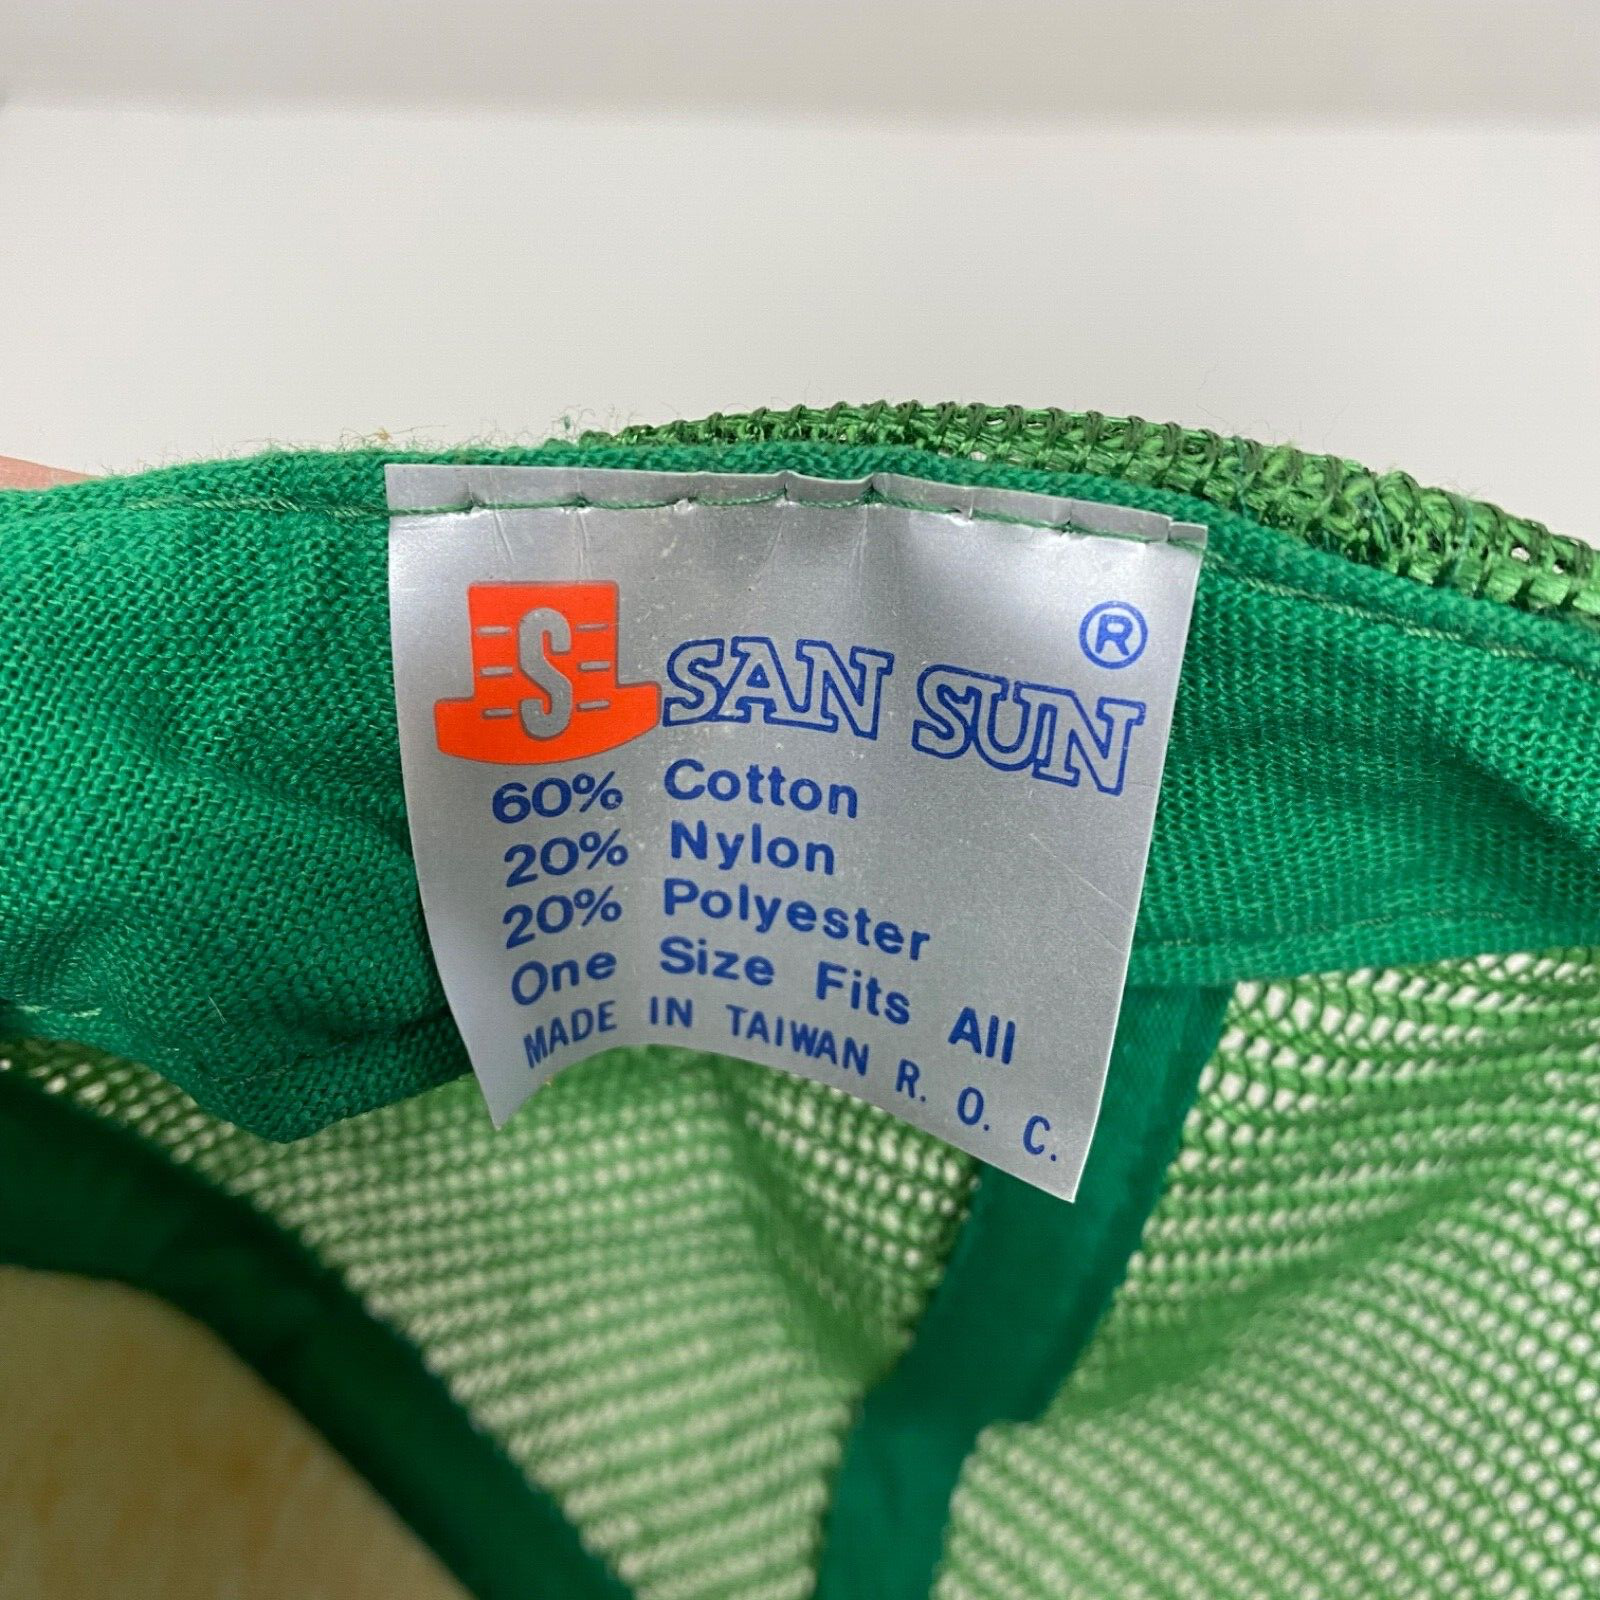 S SAN SUN ®
60% Cotton
20% Nylon
20% Polyester
One Size Fits All
MADE IN TAIWAN R. O. C.